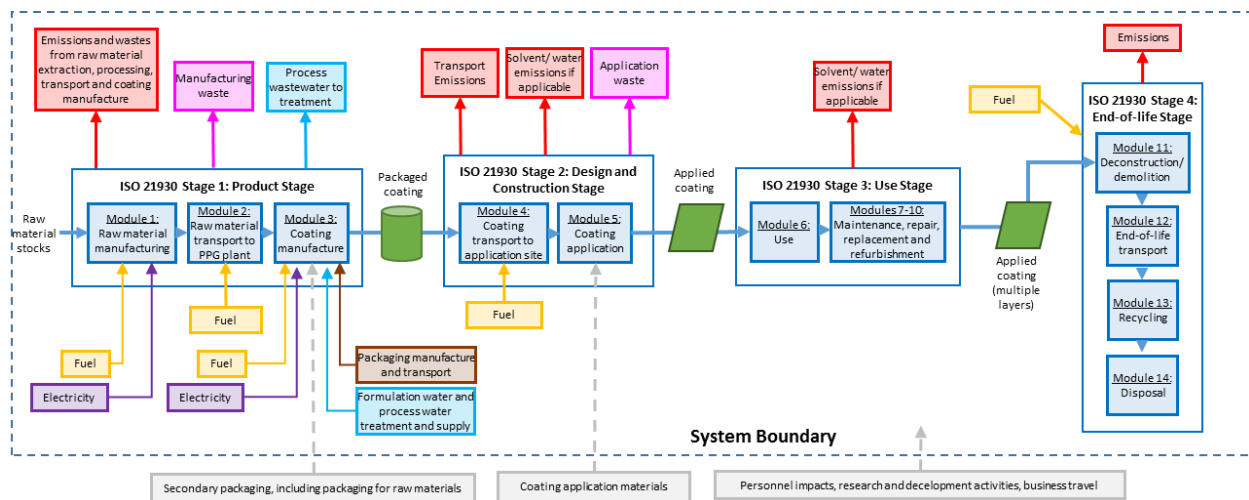 Emissions and wastes
from raw material
extraction, processing,
transport and coating
manufacture
Manufacturing
waste
Process
wastewater to
treatment
Transport
Emissions
Solvent/ water
emissions if
applicable
Application
waste
Solvent/ water
emissions if
applicable
Emissions
Fuel
ISO 21930 Stage 1: Product Stage
Raw
material
stocks
Module 1:
Raw material
manufacturing
Module 2:
Raw material
transport to
PPG plant
Module 3:
Coating
manufacture
Packaged
coating
ISO 21930 Stage 2: Design and
Construction Stage
Module 4:
Coating
transport to
application site
Module 5:
Coating
application
Applied
coating
ISO 21930 Stage 3: Use Stage
Module 6:
Use
Modules 7-10:
Maintenance, repair,
replacement and
refurbishment
Applied
coating
(multiple
layers)
ISO 21930 Stage 4:
End-of-life Stage
Module 11:
Deconstruction/
demolition
Module 12:
End-of-life
transport
Module 13:
Recycling
Module 14:
Disposal
Fuel
Electricity
Fuel
Fuel
Electricity
Packaging manufacture
and transport
Formulation water and
process water
treatment and supply
Fuel
System Boundary
Secondary packaging, including packaging for raw materials
Coating application materials
Personnel impacts, research and development activities, business travel